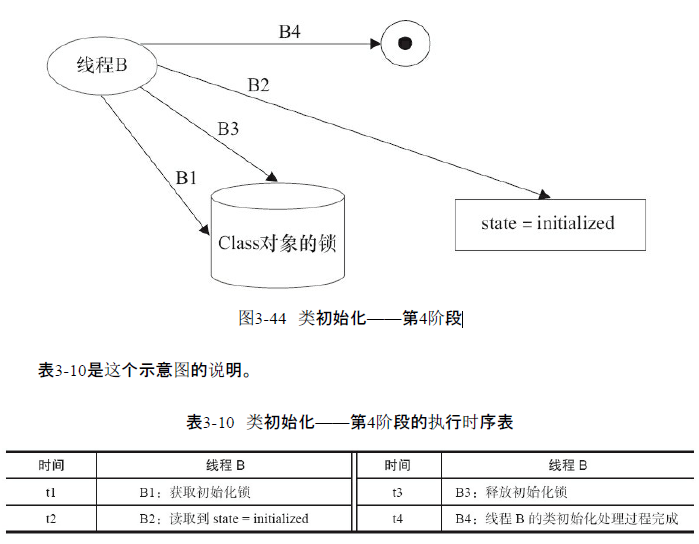 B4
线程B
B2
B3
B1
state = initialized
Class对象的锁
图3-44 类初始化——第4阶段
表3-10是这个示意图的说明。
表3-10 类初始化——第4阶段的执行时序表
时间 线程 B 时间 线程 B
t1 B1：获取初始化锁 t3 B3：释放初始化锁
t2 B2：读取到 state = initialized t4 B4：线程 B 的类初始化处理过程完成